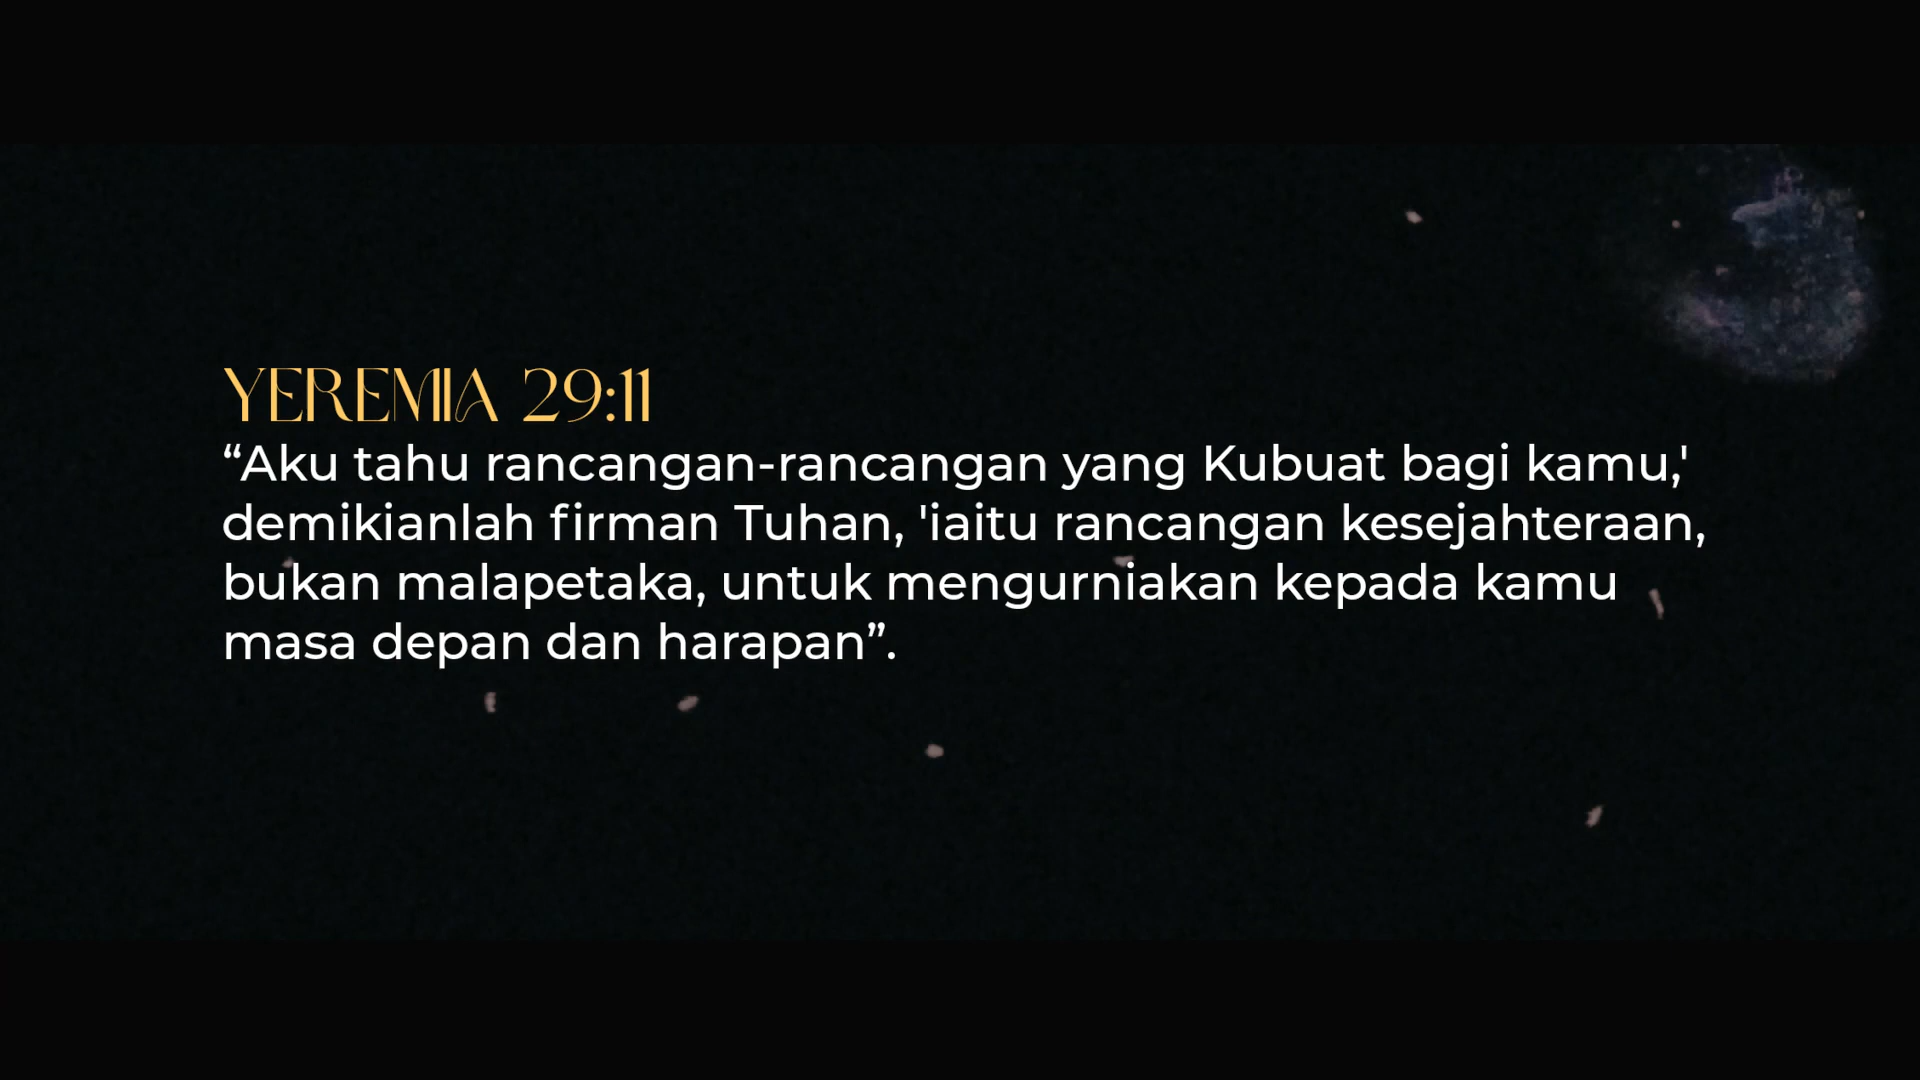 YEREMIA 29:11
“Aku tahu rancangan-rancangan yang Kubuat bagi kamu,'
demikianlah firman Tuhan, 'iaitu rancangan kesejahteraan,
bukan malapetaka, untuk mengurniakan kepada kamu
masa depan dan harapan”.